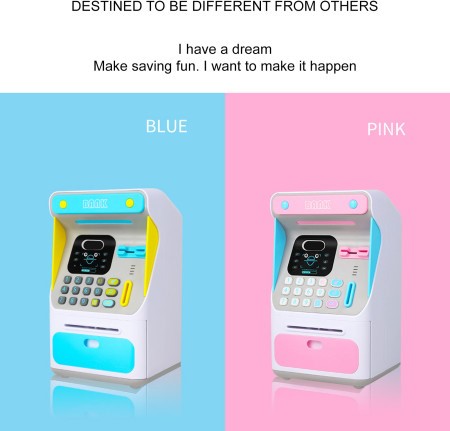 DESTINED TO BE DIFFERENT FROM OTHERS
I have a dream
Make saving fun. I want to make it happen
BLUE
PINK
BANK
BANK